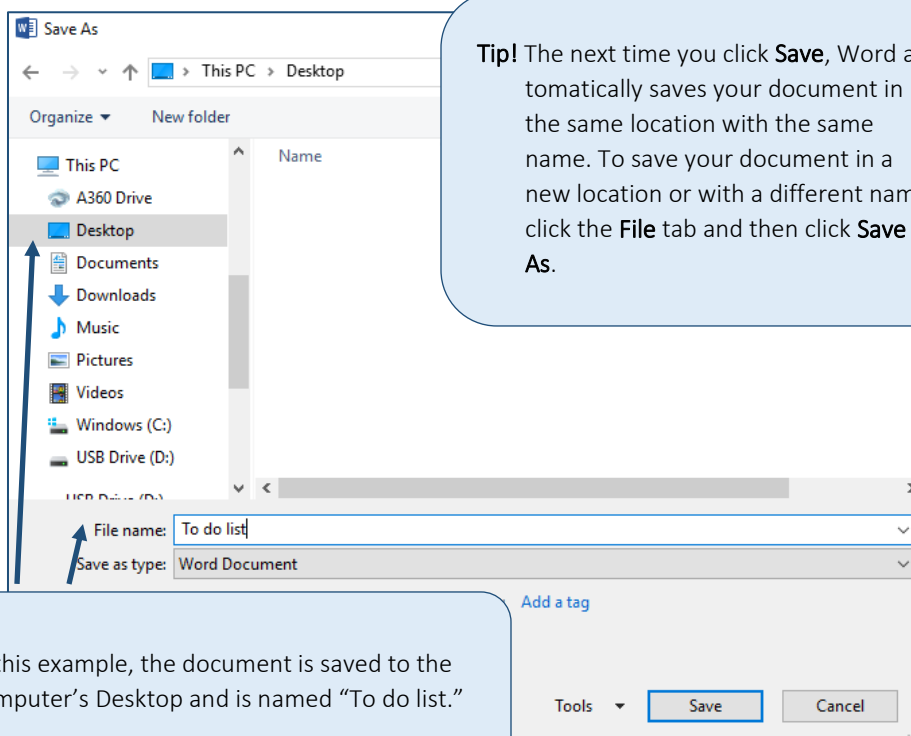 Save As
This PC > Desktop
Organize
New folder
Name
This PC
A360 Drive
Desktop
Documents
Downloads
Music
Pictures
Videos
Windows (C:)
USB Drive (D:)
File name: To do list
Save as type: Word Document
Add a tag
Tools
Save
Cancel
Tip! The next time you click Save, Word a
tomatically saves your document in
the same location with the same
name. To save your document in a
new location or with a different nam
click the File tab and then click Save
As.
this example, the document is saved to the
mputer’s Desktop and is named “To do list.”